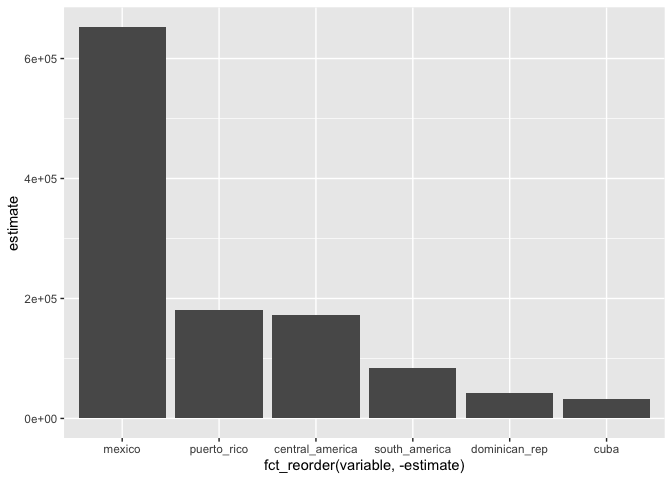 6e+05
4e+05
2e+05
0e+00
estimate
mexico puerto_rico central_america south_america dominican_rep cuba
fct_reorder(variable, -estimate)